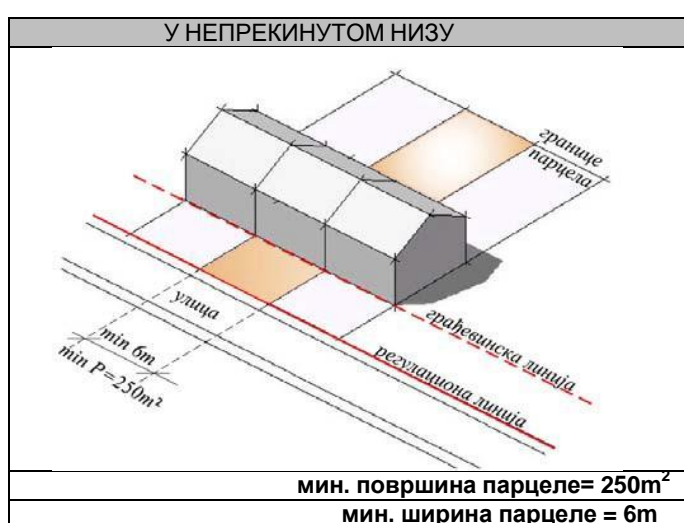 У НЕПРЕКИНУТОМ НИЗУ
границе
парцела
улица
грађевинска линија
регулациона линија
min 6m
min P=250m²
мин. површина парцеле= 250m²
мин. ширина парцеле = 6m